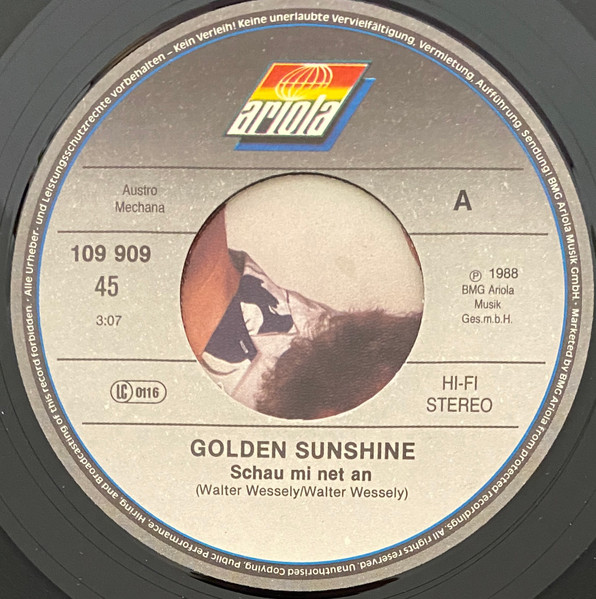 Alle Urheber- und Leistungsschutzrechte vorbehalten – Kein Verleih! Keine unerlaubte Vervielfältigung, Vermietung, Aufführung, Sendung! BMG Ariola Musik GmbH. · Marketed by BMG Ariola from protected recordings. All rights reserved. Unauthorised Copying, Public Performance, Hiring, and Broadcasting of this record forbidden. ·
ariola
Austro
Mechana
A
109 909
45
3:07
Ⓟ 1988
BMG Ariola
Musik
Ges.m.b.H.
LC 0116
HI-FI
STEREO
GOLDEN SUNSHINE
Schau mi net an
(Walter Wessely/Walter Wessely)